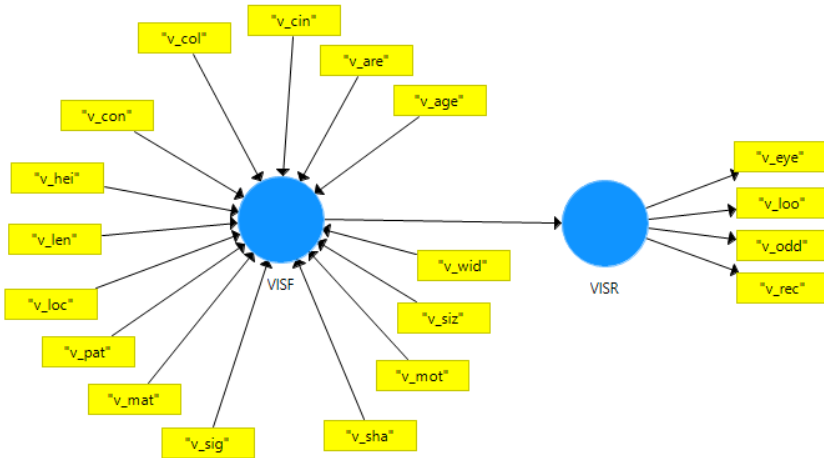 "v_cin"
"v_col"
"v_are"
"v_age"
"v_con"
"v_hei"
"v_len"
"v_loc"
"v_pat"
"v_mat"
"v_sig"
"v_sha"
"v_mot"
"v_siz"
"v_wid"
VISF
VISR
"v_eye"
"v_loo"
"v_odd"
"v_rec"